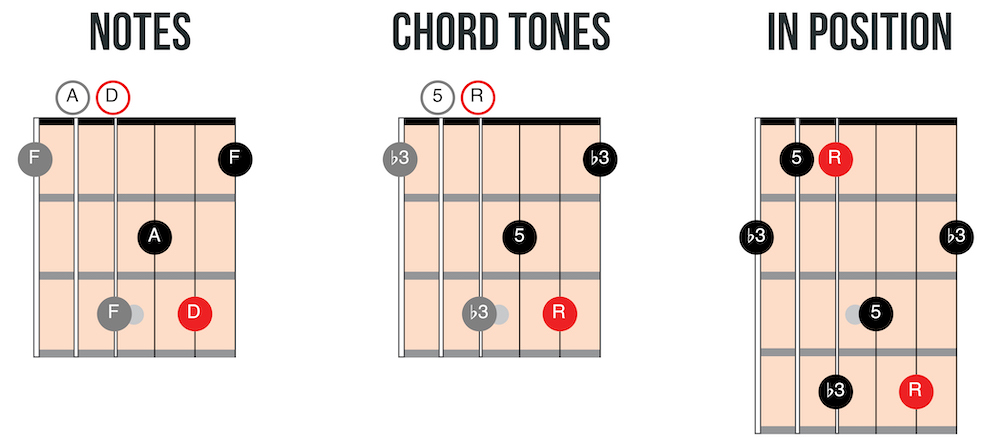 NOTES CHORD TONES IN POSITION
A D 5 R
F F ♭3 ♭3 5 R
A 5 ♭3 ♭3
F D ♭3 R 5
♭3 R